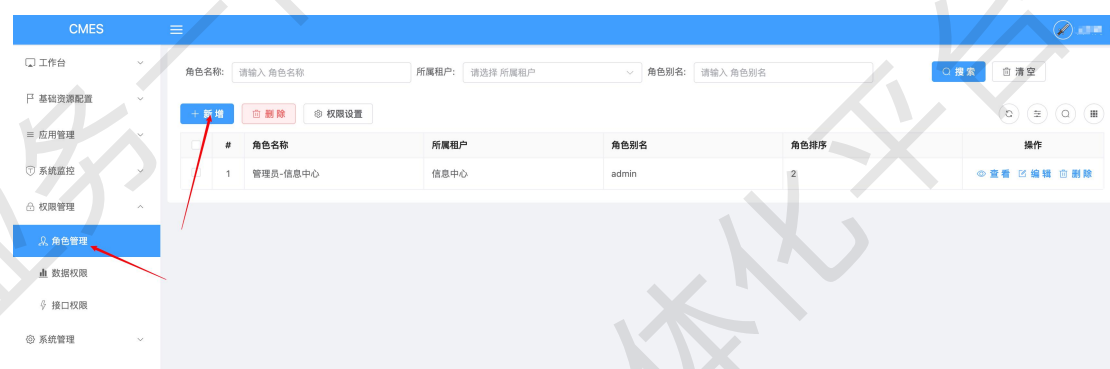 CMES
工作台
基础资源配置
应用管理
系统监控
权限管理
角色管理
数据权限
接口权限
系统管理
角色名称: 请输入 角色名称 所属租户: 请选择 所属租户 角色别名: 请输入 角色别名 搜索 清空
+ 新增 删除 权限设置
# 角色名称 所属租户 角色别名 角色排序 操作
1 管理员-信息中心 信息中心 admin 2 查看 编辑 删除
业务
体化平台